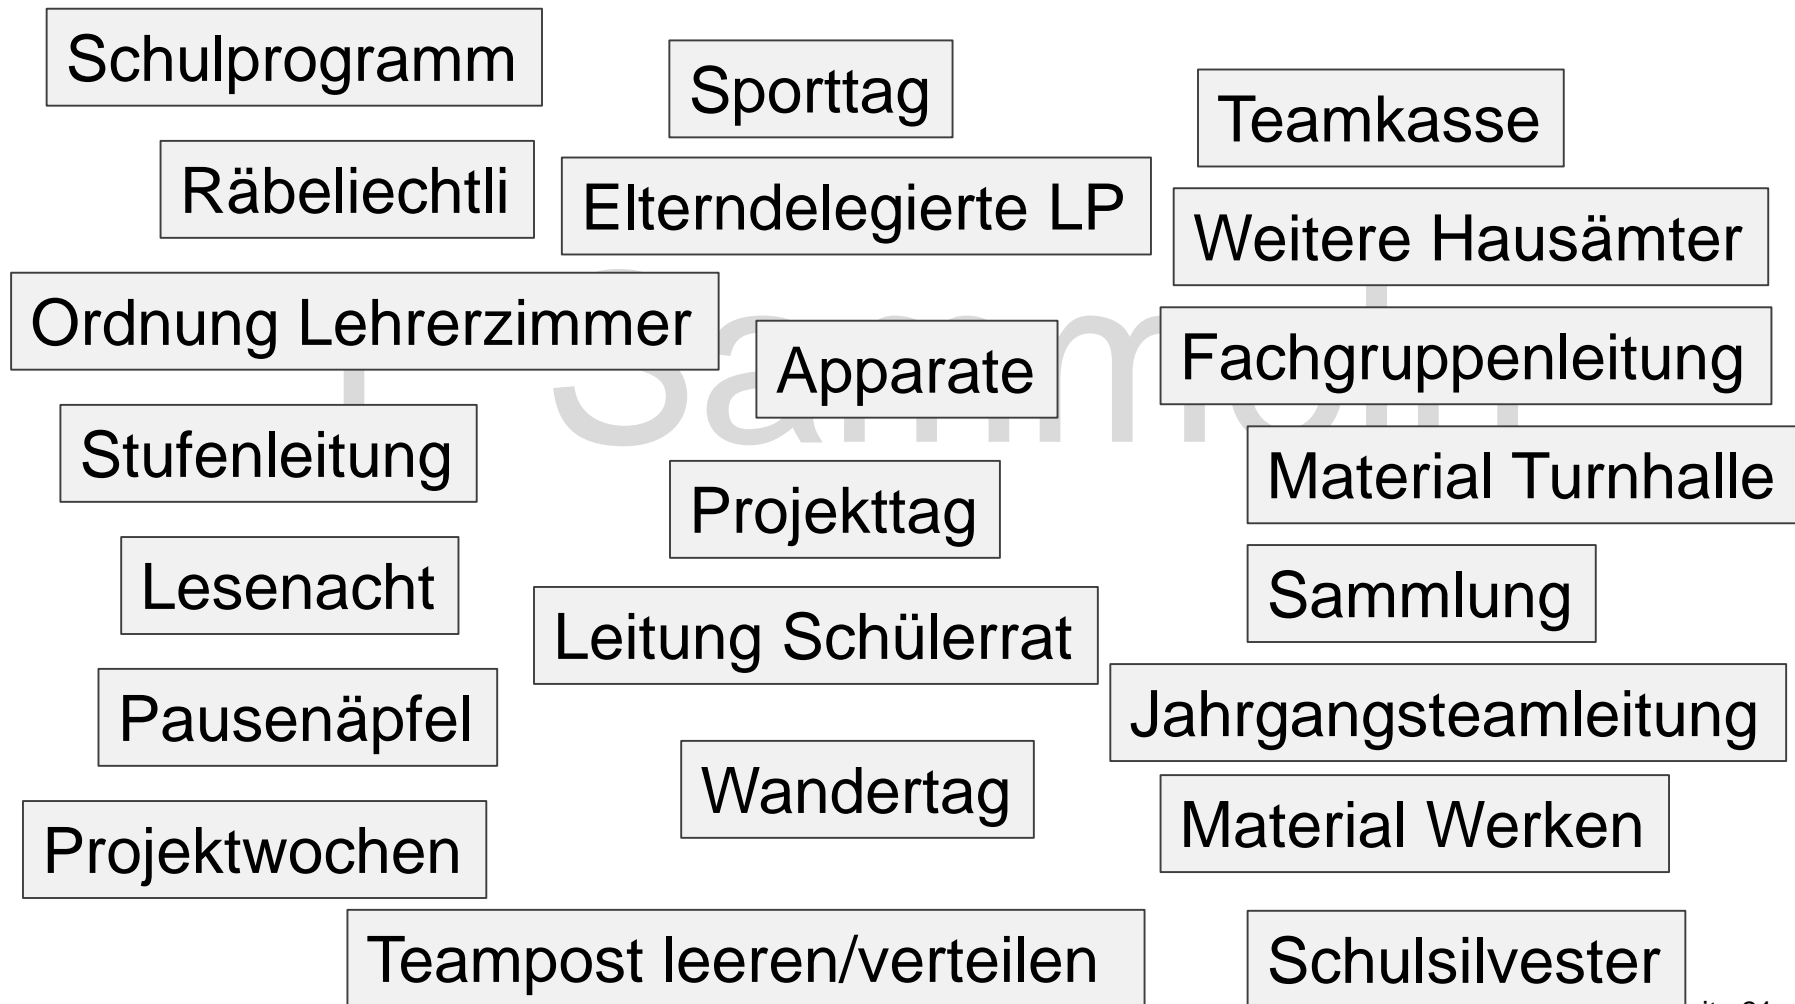 Schulprogramm
Sporttag
Teamkasse
Räbeliechtli
Elterndelegierte LP
Weitere Hausämter
Ordnung Lehrerzimmer
Apparate
Fachgruppenleitung
Stufenleitung
Material Turnhalle
Projekttag
Lesenacht
Sammlung
Leitung Schülerrat
Pausenäpfel
Jahrgangsteamleitung
Wandertag
Material Werken
Projektwochen
Teampost leeren/verteilen
Schulsilvester